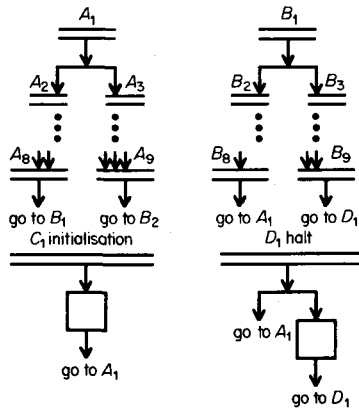 A1
B1
A2
A3
B2
B3
A8
A9
B8
B9
go to B1
go to B2
go to A1
go to D1
C1 initialisation
D1 halt
go to A1
go to A1
go to D1